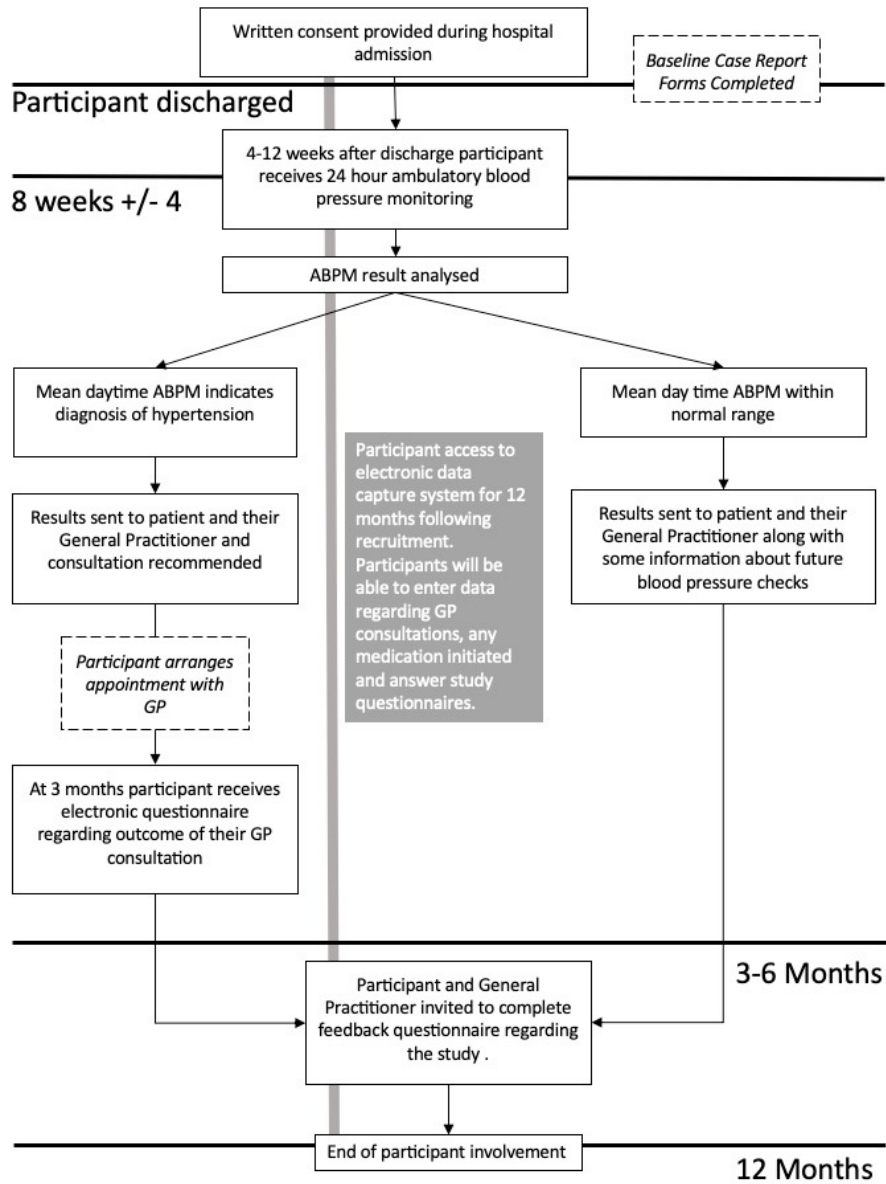 Written consent provided during hospital
admission
Baseline Case Report
Forms Completed
Participant discharged
4-12 weeks after discharge participant
receives 24 hour ambulatory blood
pressure monitoring
8 weeks +/- 4
ABPM result analysed
Mean daytime ABPM indicates
diagnosis of hypertension
Mean day time ABPM within
normal range
Participant access to
electronic data
capture system for 12
months following
recruitment.
Participants will be
able to enter data
regarding GP
consultations, any
medication initiated
and answer study
questionnaires.
Results sent to patient and their
General Practitioner and
consultation recommended
Results sent to patient and their
General Practitioner along with
some information about future
blood pressure checks
Participant arranges
appointment with
GP
At 3 months participant receives
electronic questionnaire
regarding outcome of their GP
consultation
3-6 Months
Participant and General
Practitioner invited to complete
feedback questionnaire regarding
the study .
End of participant involvement
12 Months